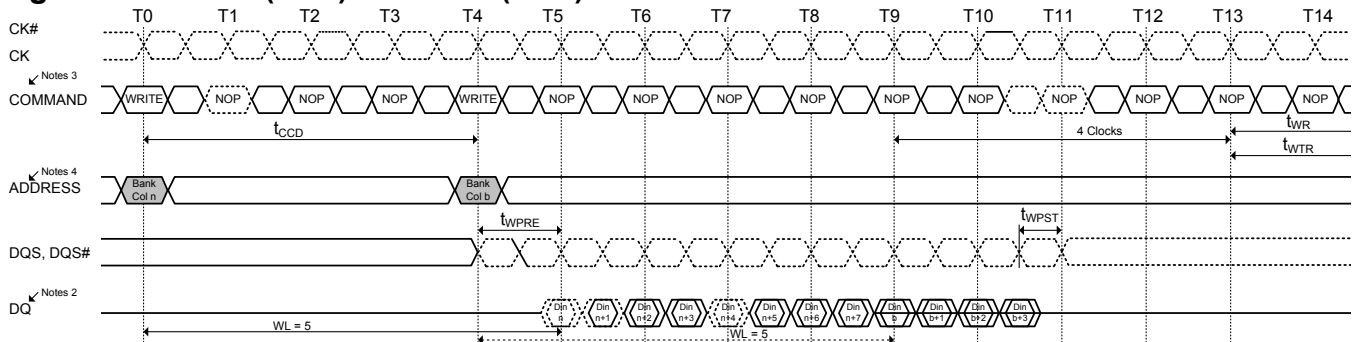 T0 T1 T2 T3 T4 T5 T6 T7 T8 T9 T10 T11 T12 T13 T14
CK#
CK
Notes 3
COMMAND WRITE NOP NOP NOP WRITE NOP NOP NOP NOP NOP NOP NOP NOP NOP NOP
tCCD 4 Clocks tWR
tWTR
Notes 4
ADDRESS
Bank
Col n
Bank
Col b
tWPRE tWPST
DQS, DQS#
Notes 2
DQ
Din
n
Din
n+1
Din
n+2
Din
n+3
Din
n+4
Din
n+5
Din
n+6
Din
n+7
Din
b
Din
b+1
Din
b+2
Din
b+3
WL = 5 WL = 5